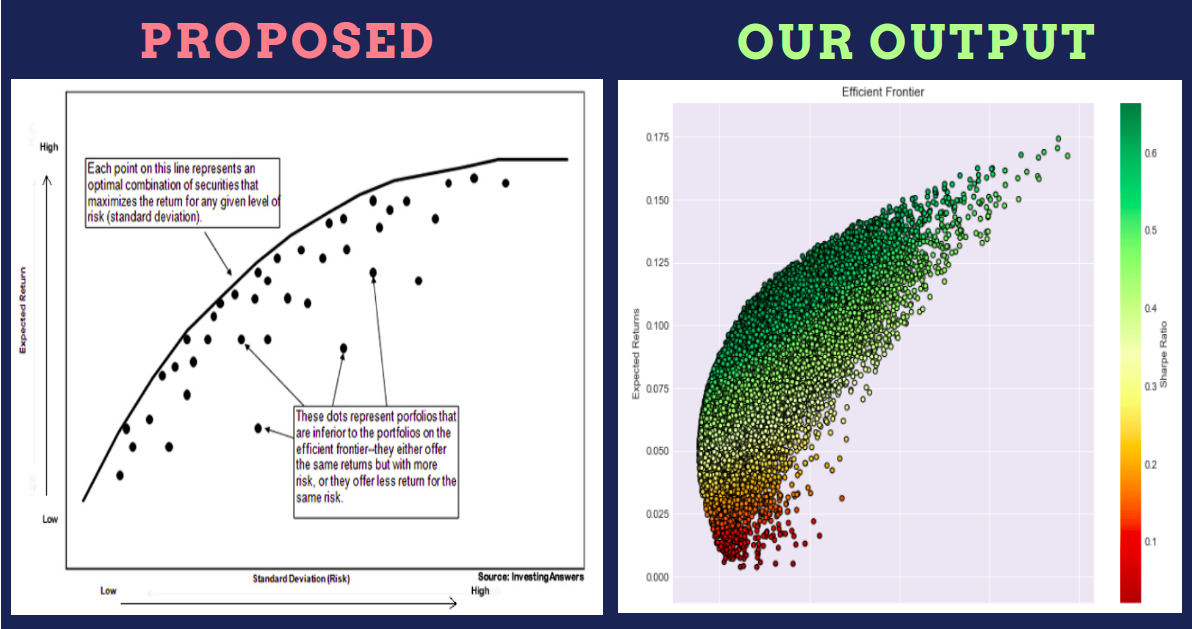 PROPOSED
OUR OUTPUT
High
Each point on this line represents an
optimal combination of securities that
maximizes the return for any given level of
risk (standard deviation).
Expected Return
These dots represent porfolios that
are inferior to the portfolios on the
efficient frontier--they either offer
the same returns but with more
risk, or they offer less return for the
same risk.
Low
Standard Deviation (Risk)
Source: InvestingAnswers
Low
High
Efficient Frontier
Expected Returns
0.175
0.150
0.125
0.100
0.075
0.050
0.025
0.000
0.6
0.5
0.4
0.3
0.2
0.1
Sharpe Ratio